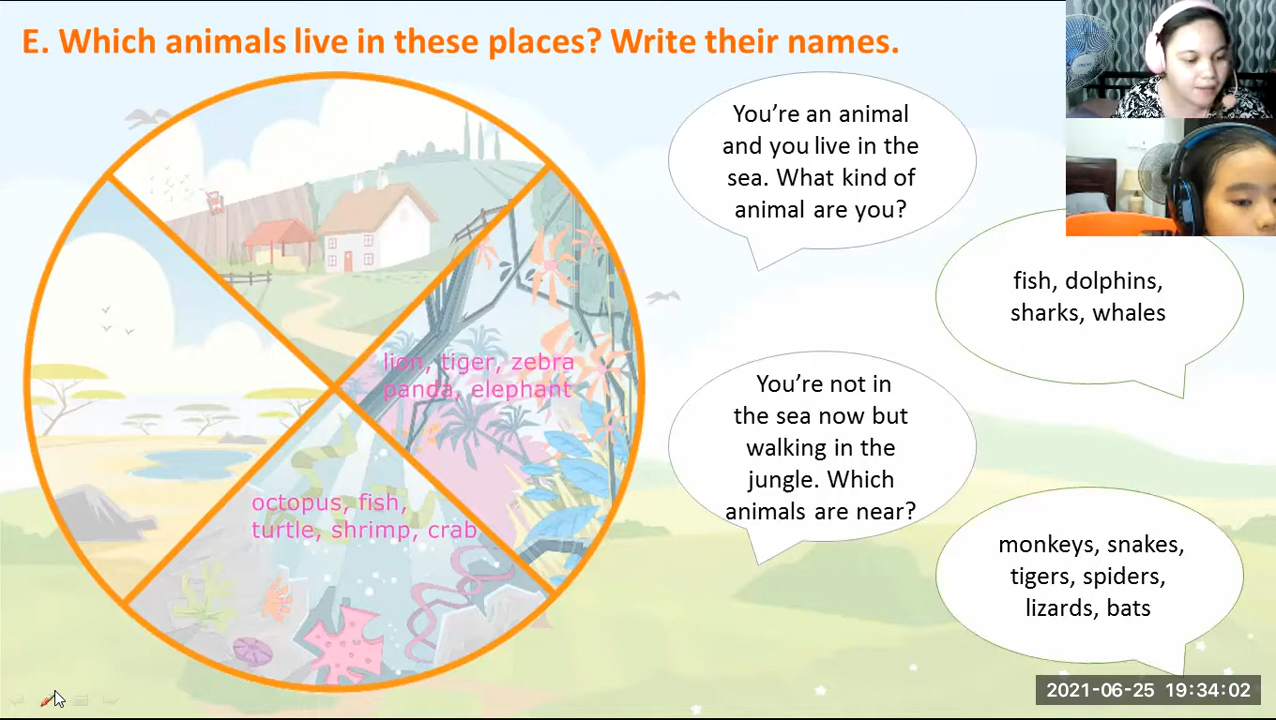 E. Which animals live in these places? Write their names.
You’re an animal
and you live in the
sea. What kind of
animal are you?
fish, dolphins,
sharks, whales
lion, tiger, zebra
panda, elephant
You’re not in
the sea now but
walking in the
jungle. Which
animals are near?
octopus, fish,
turtle, shrimp, crab
monkeys, snakes,
tigers, spiders,
lizards, bats
2021-06-25 19:34:02